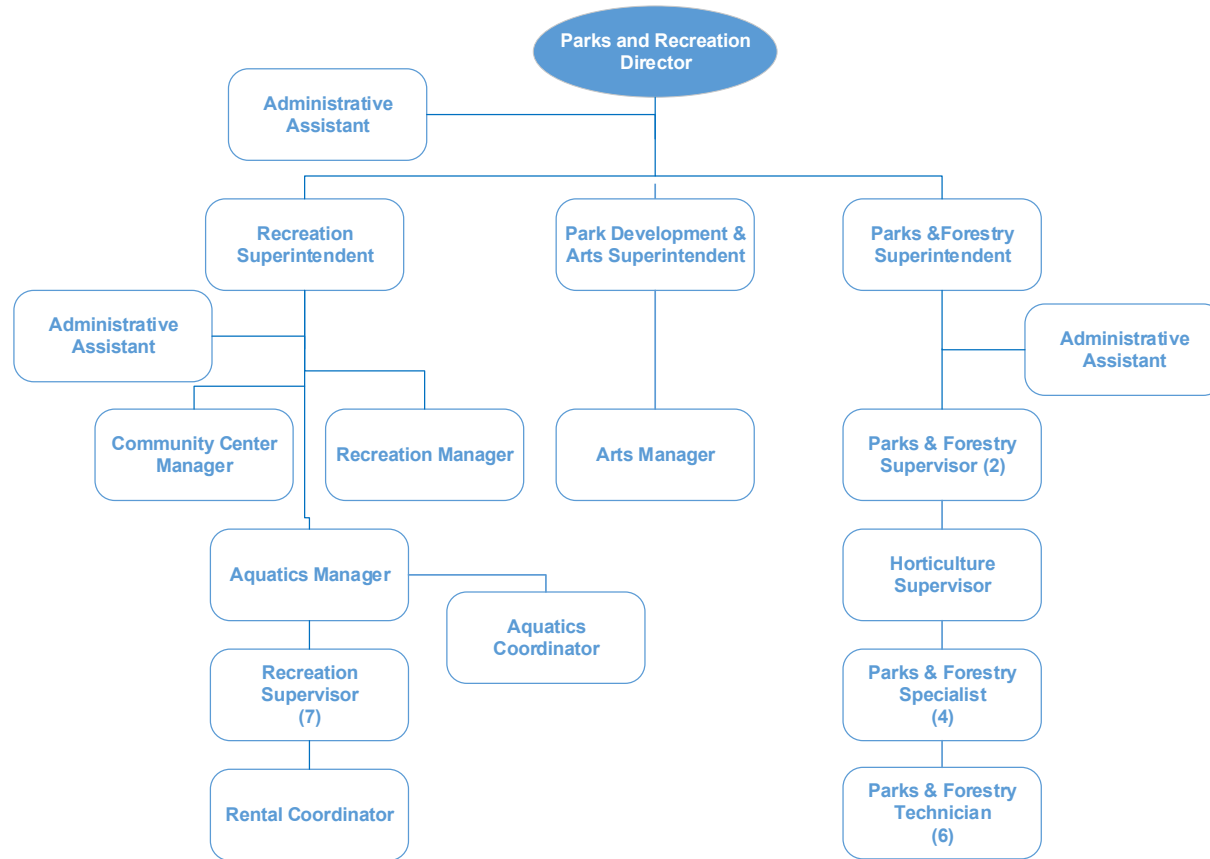 Parks and Recreation
Director
Administrative
Assistant
Recreation
Superintendent
Park Development &
Arts Superintendent
Parks &Forestry
Superintendent
Administrative
Assistant
Administrative
Assistant
Community Center
Manager
Recreation Manager
Arts Manager
Parks & Forestry
Supervisor (2)
Aquatics Manager
Horticulture
Supervisor
Aquatics
Coordinator
Recreation
Supervisor
(7)
Parks & Forestry
Specialist
(4)
Rental Coordinator
Parks & Forestry
Technician
(6)